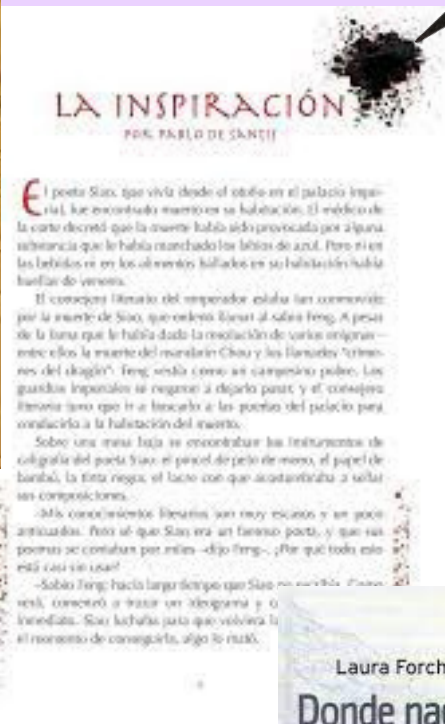 LA INSPIRACIÓN
POR PABLO DE SANTIS
El poeta Siao, que vivía desde el otoño en el palacio impe-
rial, fue encontrado muerto en su habitación. El médico de
la corte decretó que la muerte había sido provocada por alguna
substancia que le había manchado los labios de azul. Pero ni en
las bebidas ni en los alimentos hallados en su habitación había
huellas de veneno.
El consejero literario del emperador estaba tan conmovido
por la muerte de Siao, que ordenó llamar al sabio Feng. A pesar
de la fama que le había dado la resolución de varios enigmas –
entre ellos la muerte del mandarín Chou y los llamados "críme-
nes del dragón"– Feng vestía como un campesino pobre. Los
guardias imperiales se negaron a dejarlo pasar, y el consejero
literario tuvo que ir a buscarlo a las puertas del palacio para
conducirlo a la habitación del muerto.
Sobre una mesa baja se encontraban los instrumentos de
caligrafía del poeta Siao: el pincel de pelo de mono, el papel de
bambú, la tinta negra, el lacre con que acostumbraba a sellar
sus composiciones.
–Mis conocimientos literarios son muy escasos y un poco
anticuados. Pero sé que Siao era un famoso poeta, y que sus
poemas se contaban por miles –dijo Feng–. ¿Por qué todo esto
está casi sin usar?
–Sabio Feng: hacía largo tiempo que Siao no escribía. Como
verá, comenzó a trazar un ideograma y
inmediato. Siao luchaba para que volviera la
el momento de conseguirla, algo lo mató.
Laura Forch
Donde na